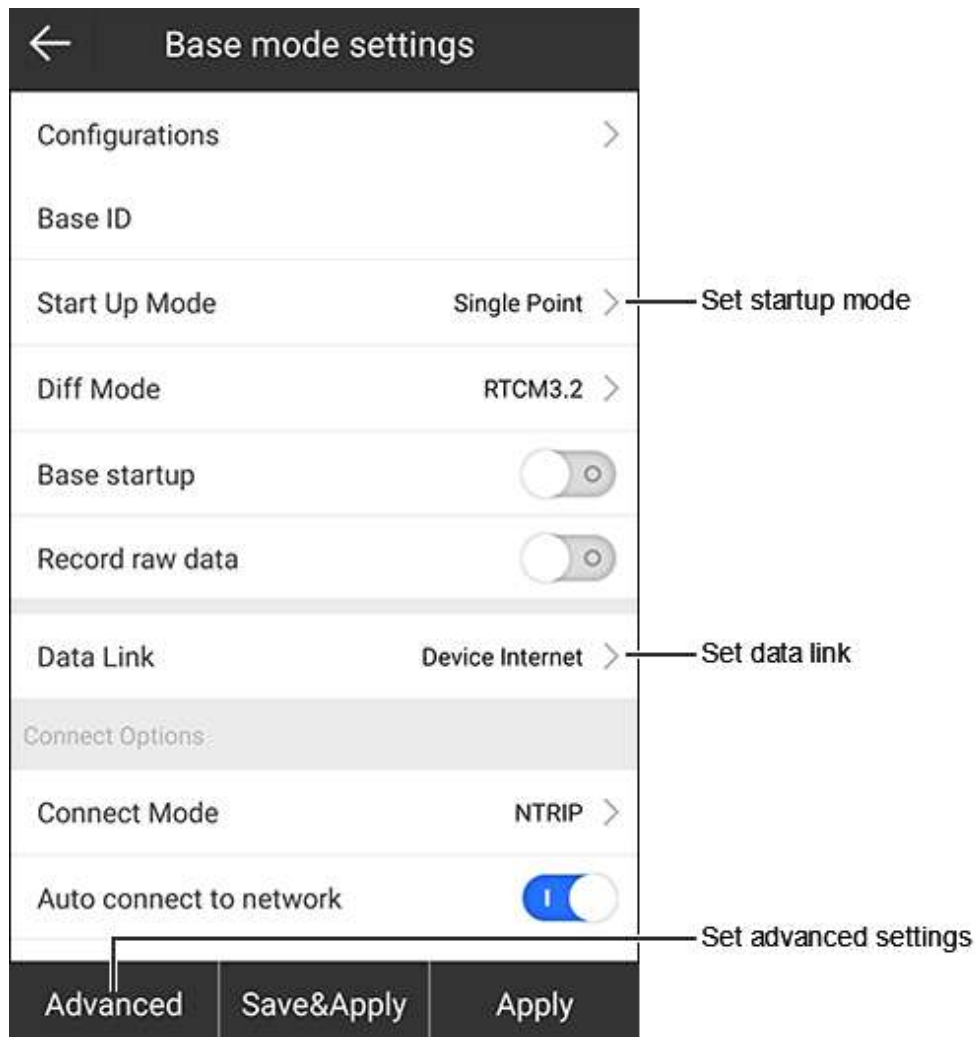 Base mode settings
Configurations
Base ID
Start Up Mode Single Point Set startup mode
Diff Mode RTCM3.2
Base startup
Record raw data
Data Link Device Internet Set data link
Connect Options
Connect Mode NTRIP
Auto connect to network
Set advanced settings
Advanced Save&Apply Apply